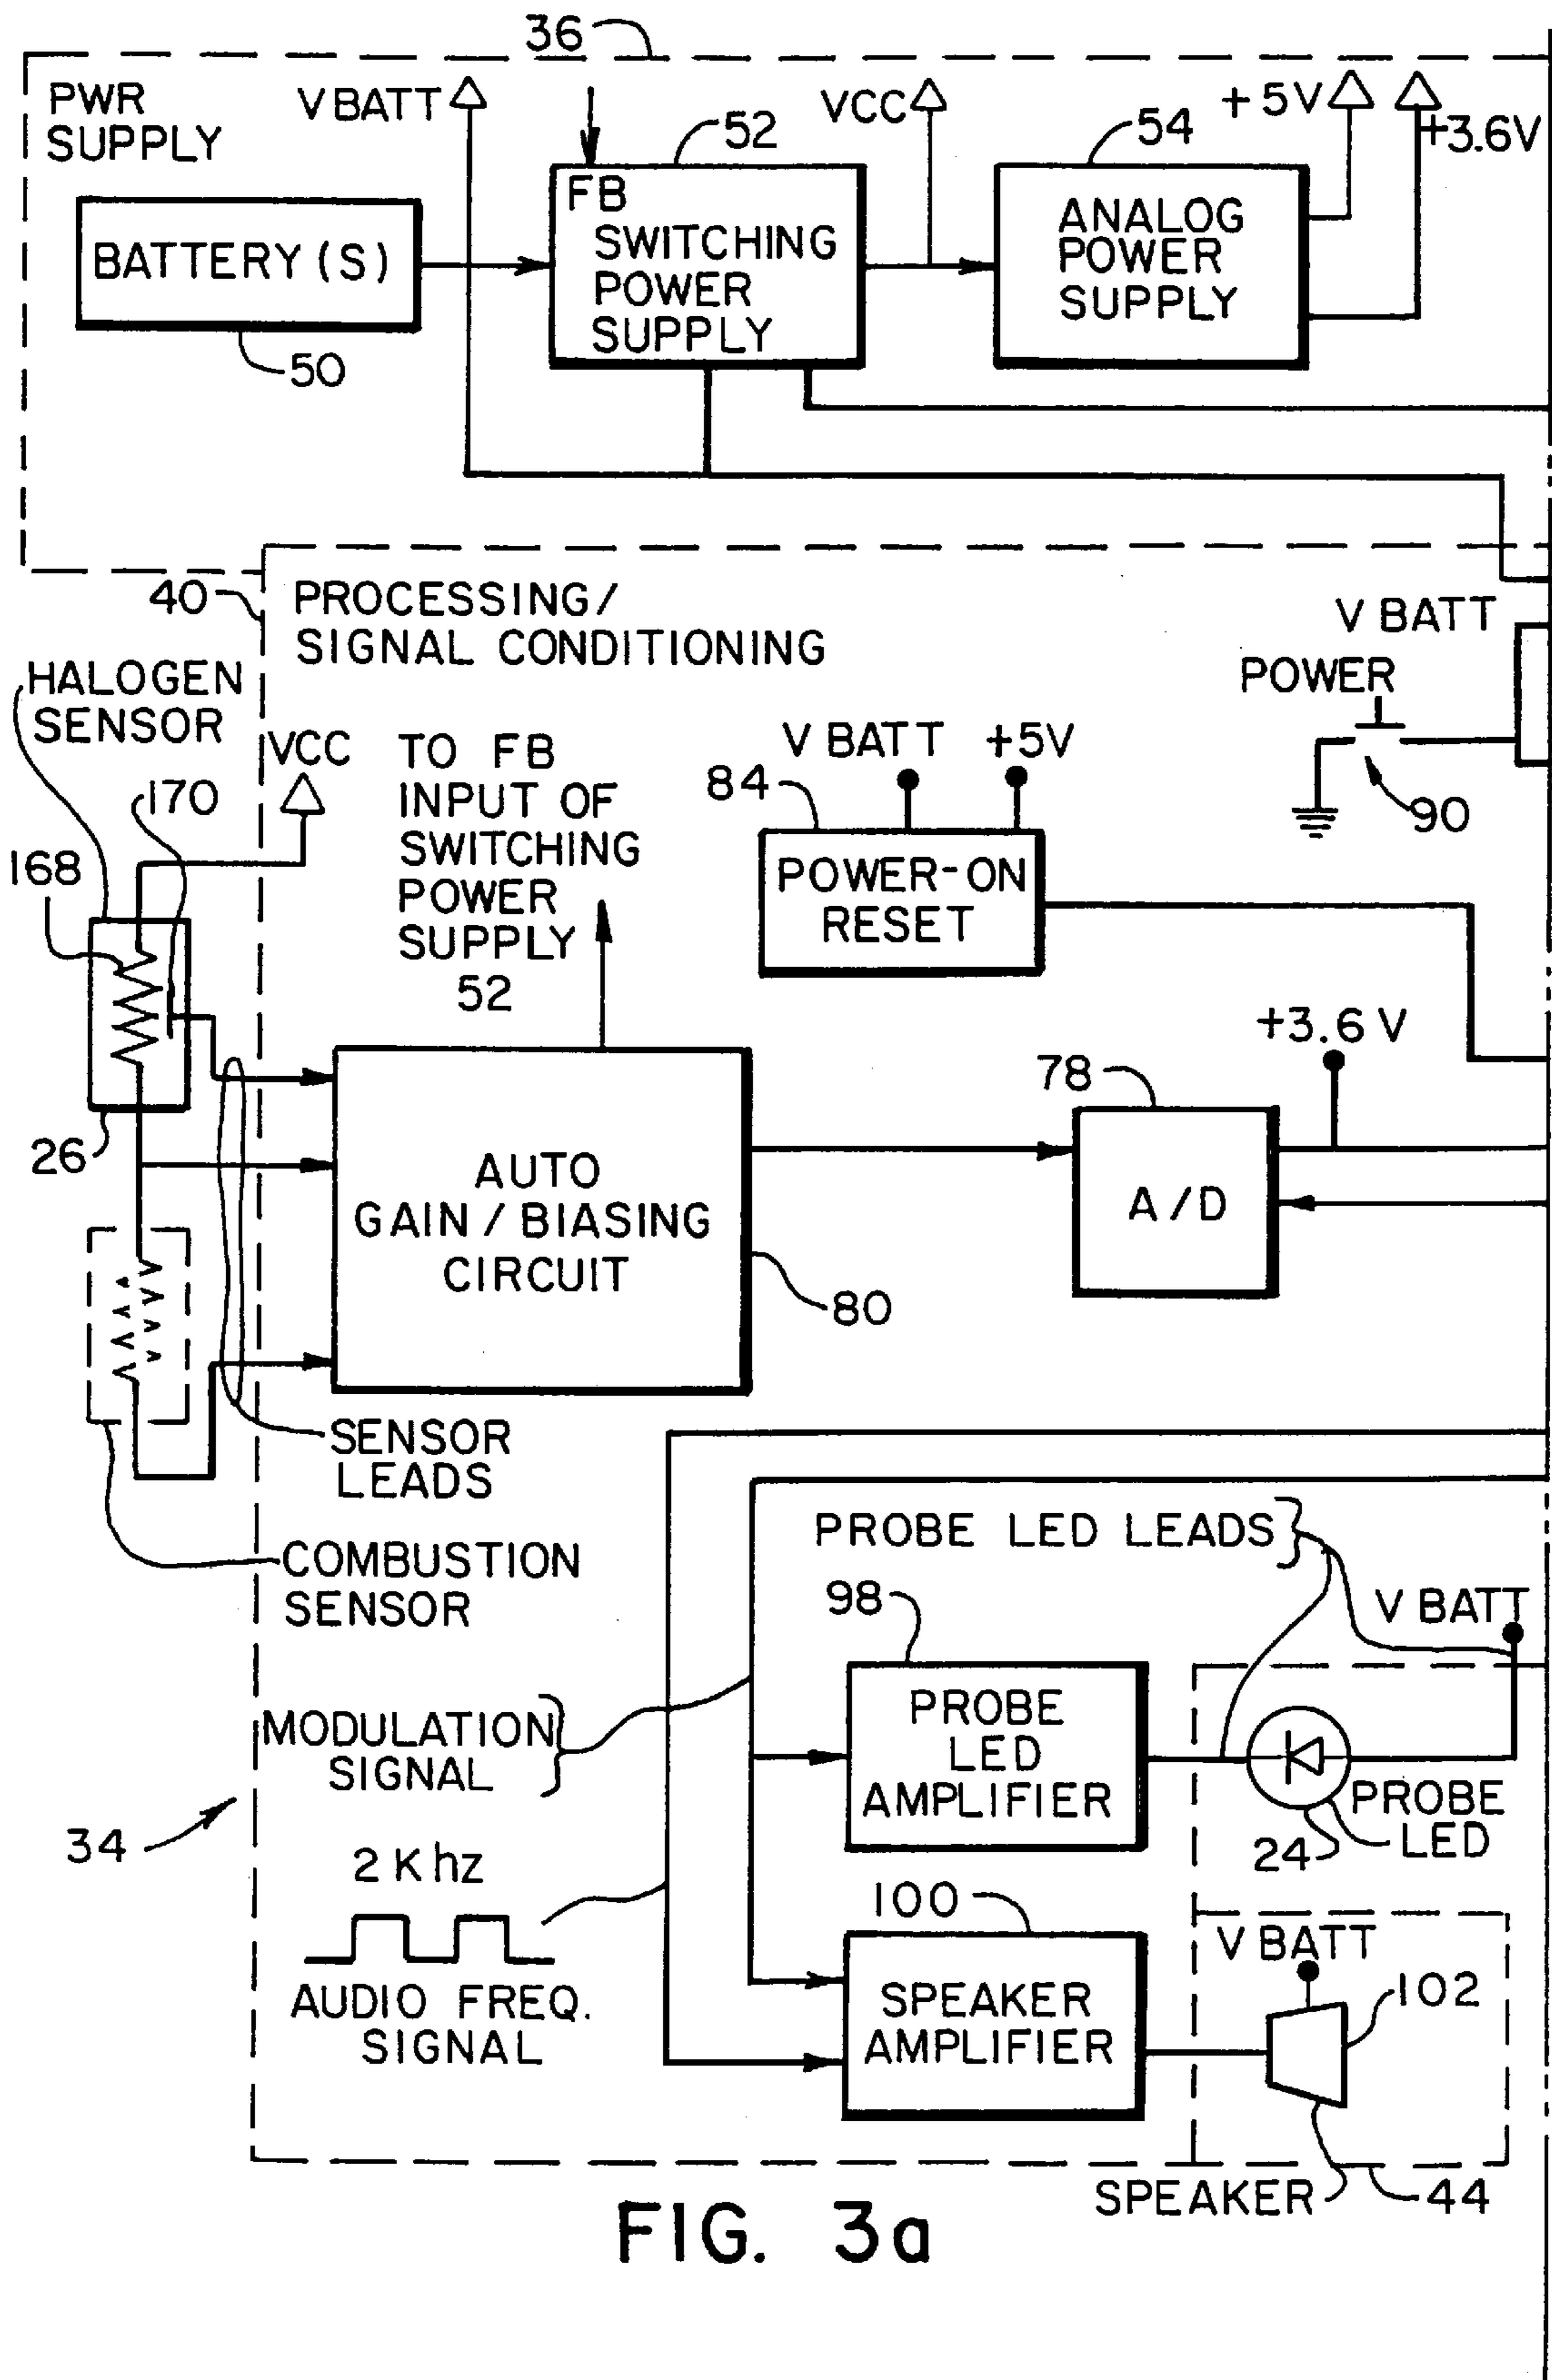 36
PWR
SUPPLY
V BATT
52
VCC
54
+5V
+3.6V
BATTERY(S)
50
FB
SWITCHING
POWER
SUPPLY
ANALOG
POWER
SUPPLY
40
PROCESSING/
SIGNAL CONDITIONING
V BATT
POWER
90
HALOGEN
SENSOR
VCC
170
168
26
TO FB
INPUT OF
SWITCHING
POWER
SUPPLY
52
V BATT
+5V
84
POWER-ON
RESET
+3.6 V
78
A/D
AUTO
GAIN/BIASING
CIRCUIT
80
SENSOR
LEADS
COMBUSTION
SENSOR
PROBE LED LEADS
98
V BATT
PROBE
LED
AMPLIFIER
MODULATION
SIGNAL
PROBE
LED
24
34
2 Khz
AUDIO FREQ.
SIGNAL
100
SPEAKER
AMPLIFIER
V BATT
102
SPEAKER
44
FIG. 3a